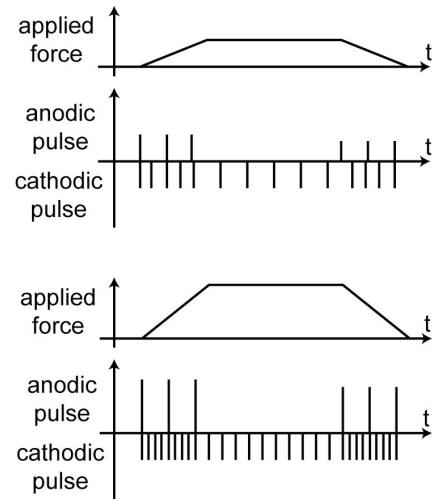 applied
force
t
anodic
pulse
t
cathodic
pulse
applied
force
t
anodic
pulse
t
cathodic
pulse